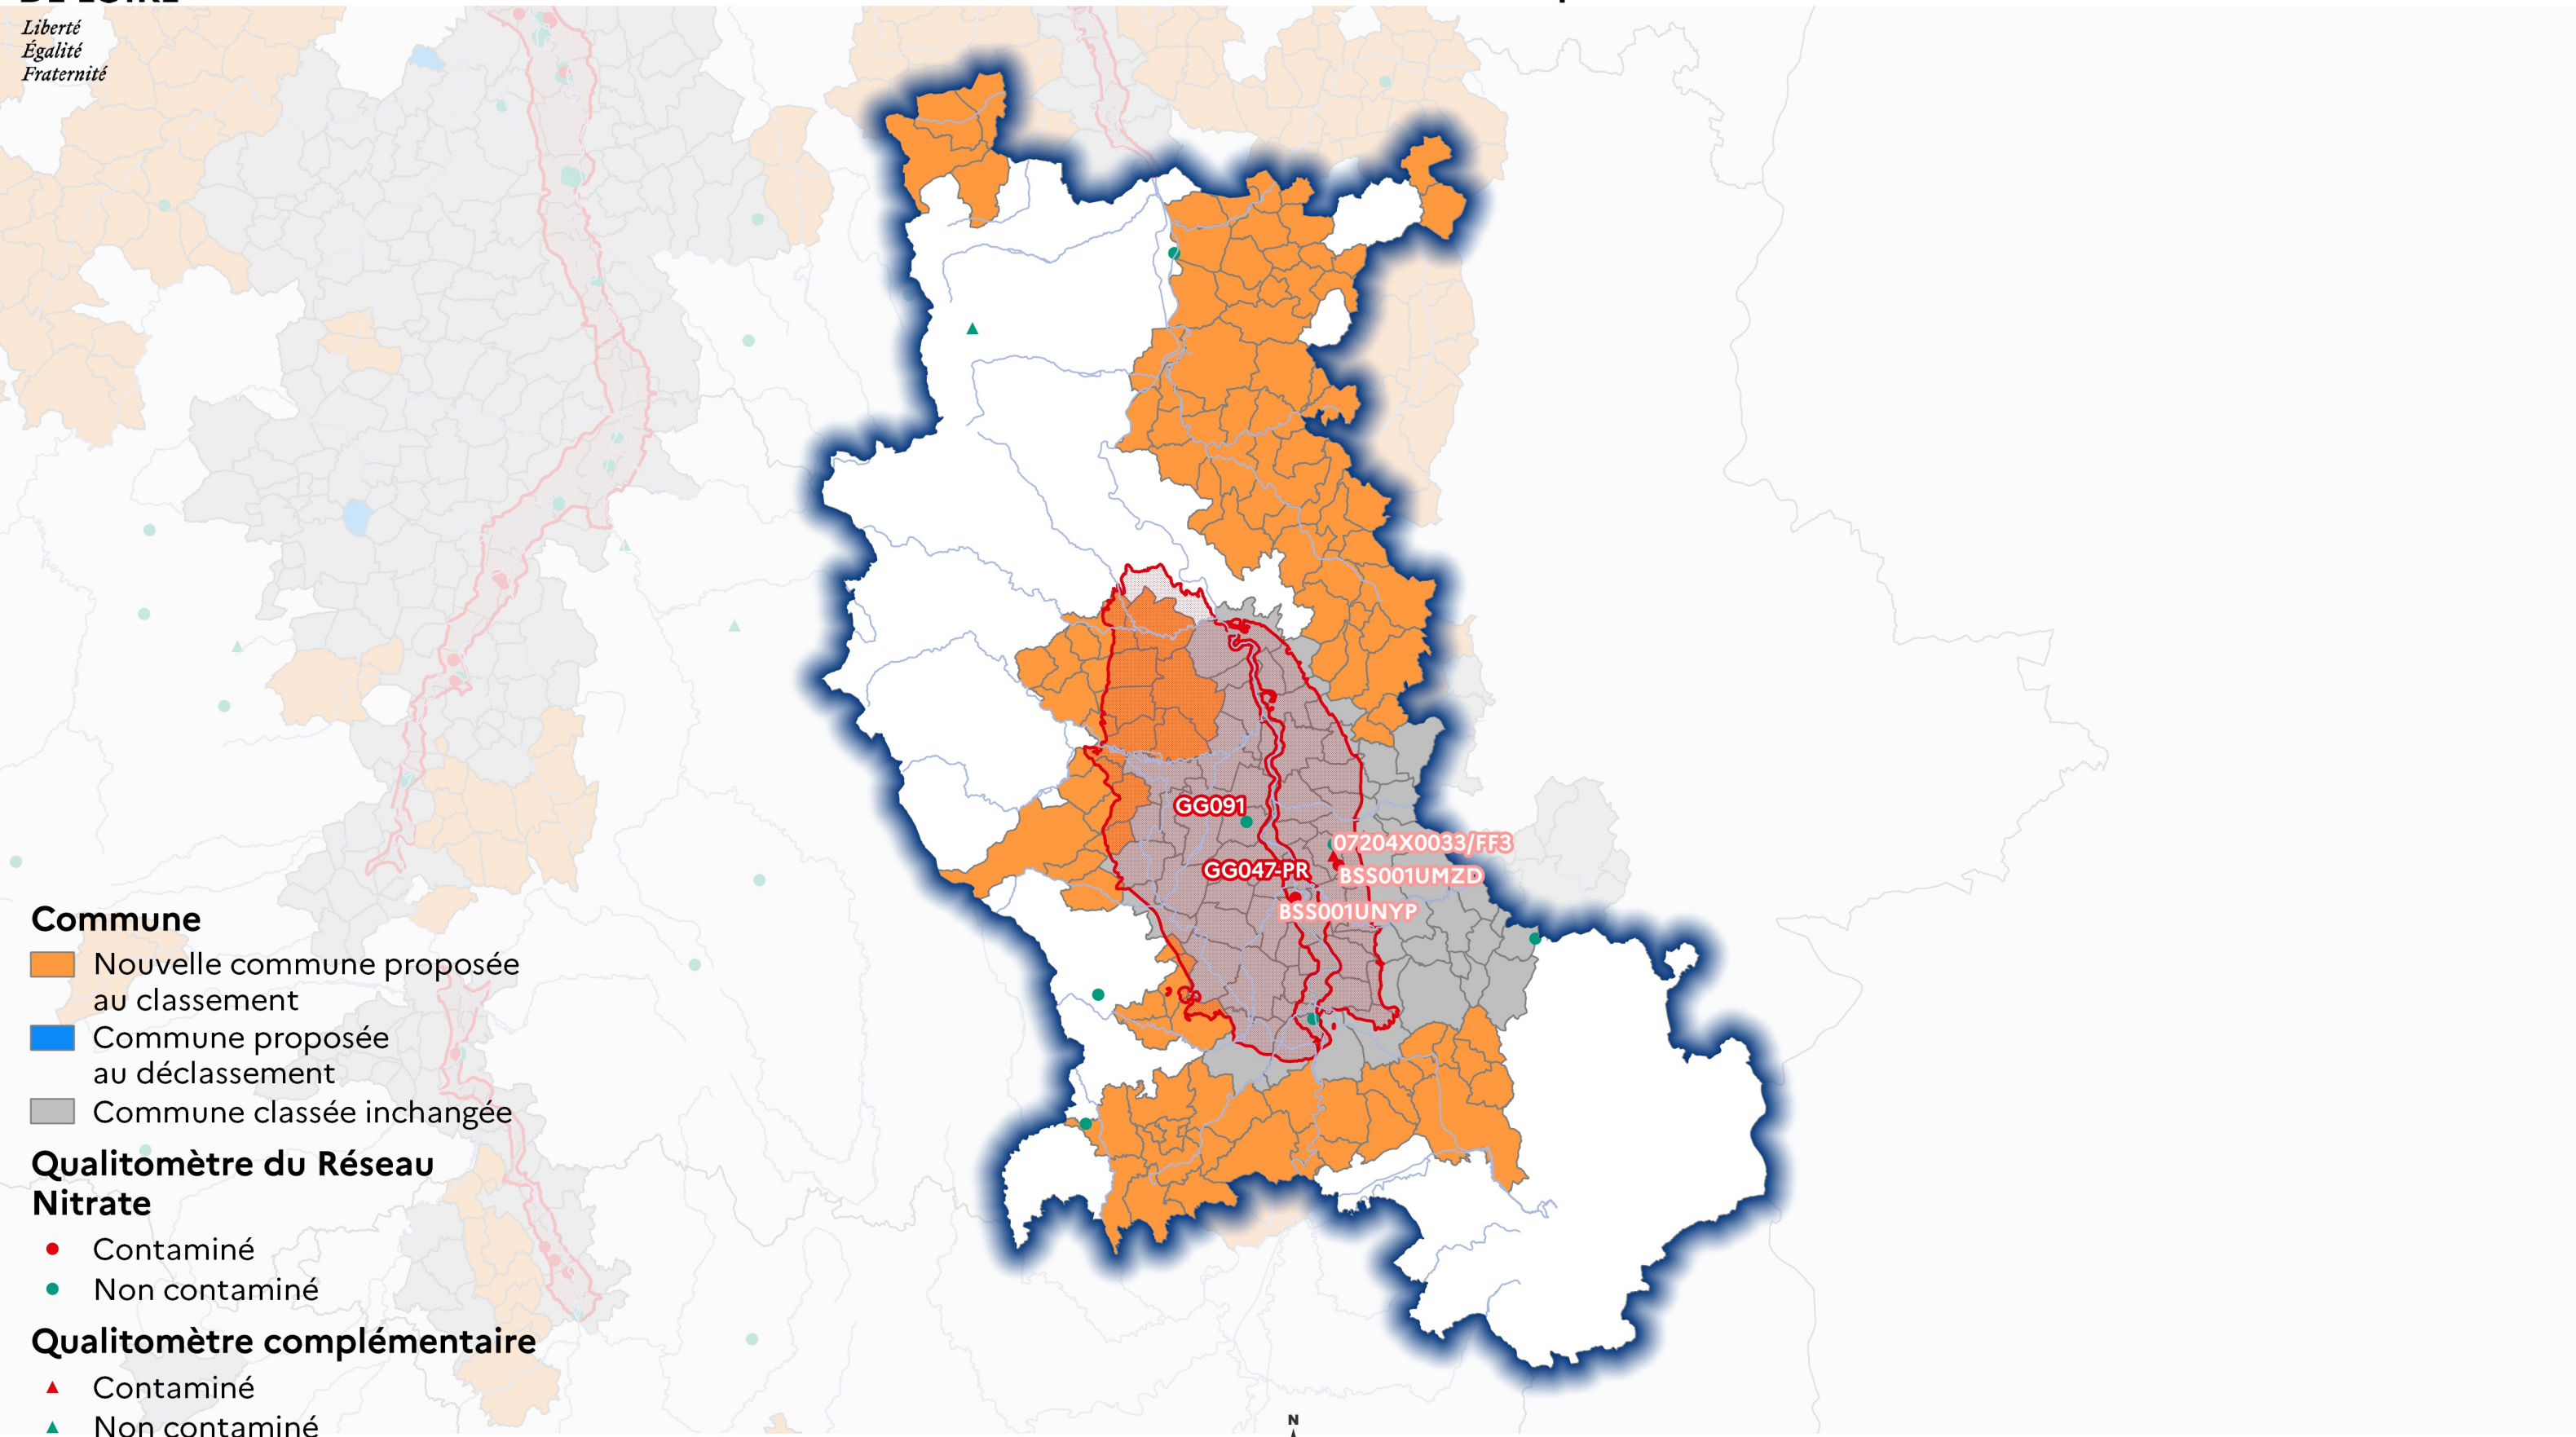 Liberté
Égalité
Fraternité
GG091
07204X0033/FF3
GG047-PR
BSS001UMZD
BSS001UNYP
Commune
Nouvelle commune proposée
au classement
Commune proposée
au déclassement
Commune classée inchangée
Qualitomètre du Réseau
Nitrate
Contaminé
Non contaminé
Qualitomètre complémentaire
Contaminé
Non contaminé
N